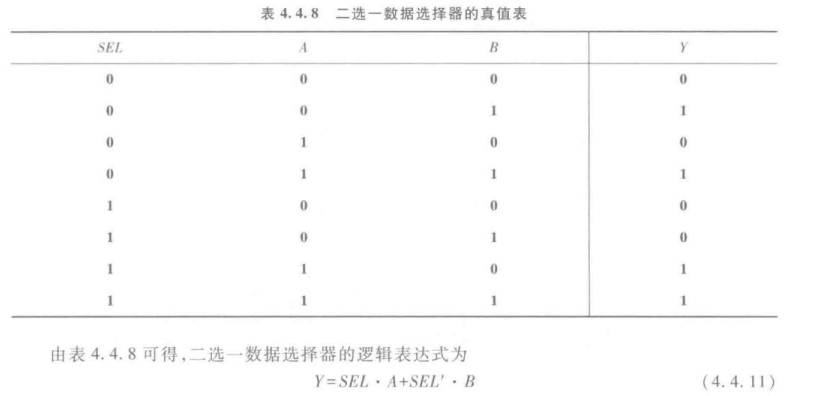 表 4.4.8 二选一数据选择器的真值表
SEL A B Y
0 0 0 0
0 0 1 1
0 1 0 0
0 1 1 1
1 0 0 0
1 0 1 0
1 1 0 1
1 1 1 1
由表 4.4.8 可得,二选一数据选择器的逻辑表达式为
Y=SEL · A+SEL′ · B (4.4.11)